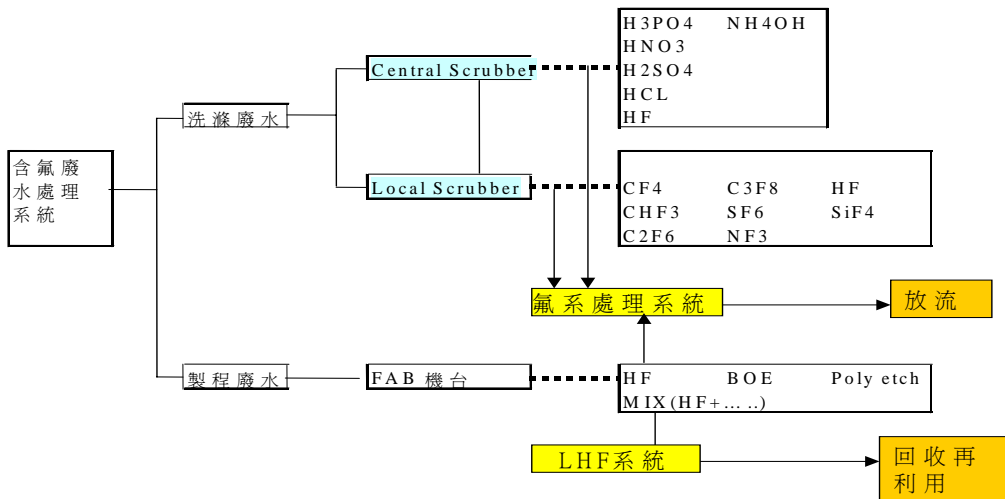 H3PO4 NH4OH
HNO3
H2SO4
HCL
HF
Central Scrubber
洗滌廢水
含氟廢
水處理
系統
Local Scrubber
CF4 C3F8 HF
CHF3 SF6 SiF4
C2F6 NF3
氟系處理系統
放流
製程廢水
FAB 機台
HF BOE Poly etch
MIX(HF+.....)
LHF系統
回收再
利用